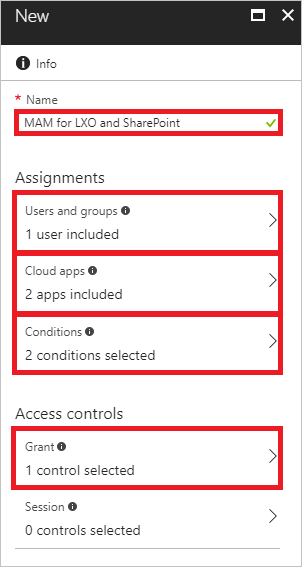 New
Info
* Name
MAM for LXO and SharePoint
Assignments
Users and groups
1 user included
Cloud apps
2 apps included
Conditions
2 conditions selected
Access controls
Grant
1 control selected
Session
0 controls selected